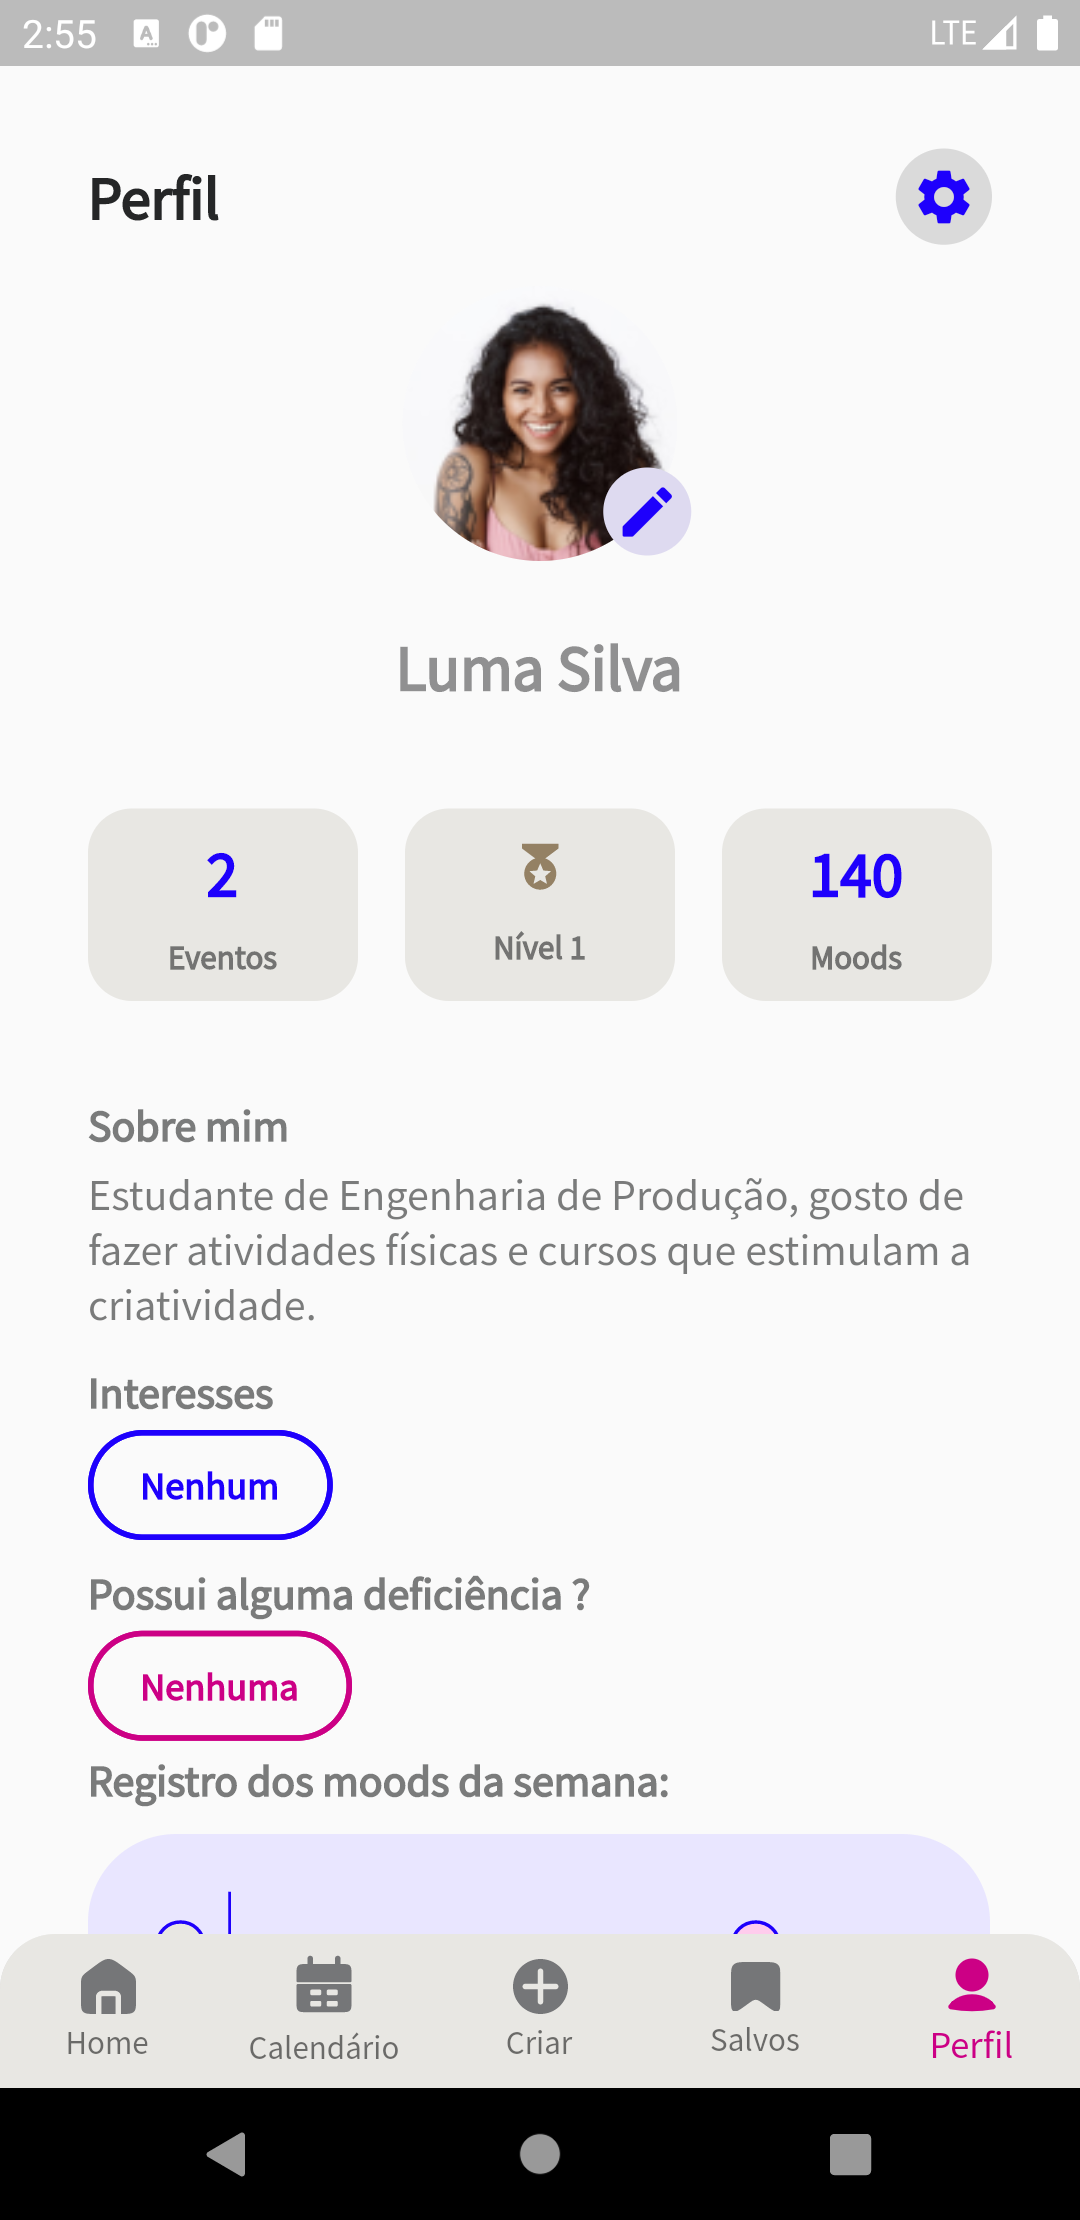 2:55
LTE
Perfil
Luma Silva
2
Eventos
Nível 1
140
Moods
Sobre mim
Estudante de Engenharia de Produção, gosto de
fazer atividades físicas e cursos que estimulam a
criatividade.
Interesses
Nenhum
Possui alguma deficiência ?
Nenhuma
Registro dos moods da semana:
Home
Calendário
Criar
Salvos
Perfil